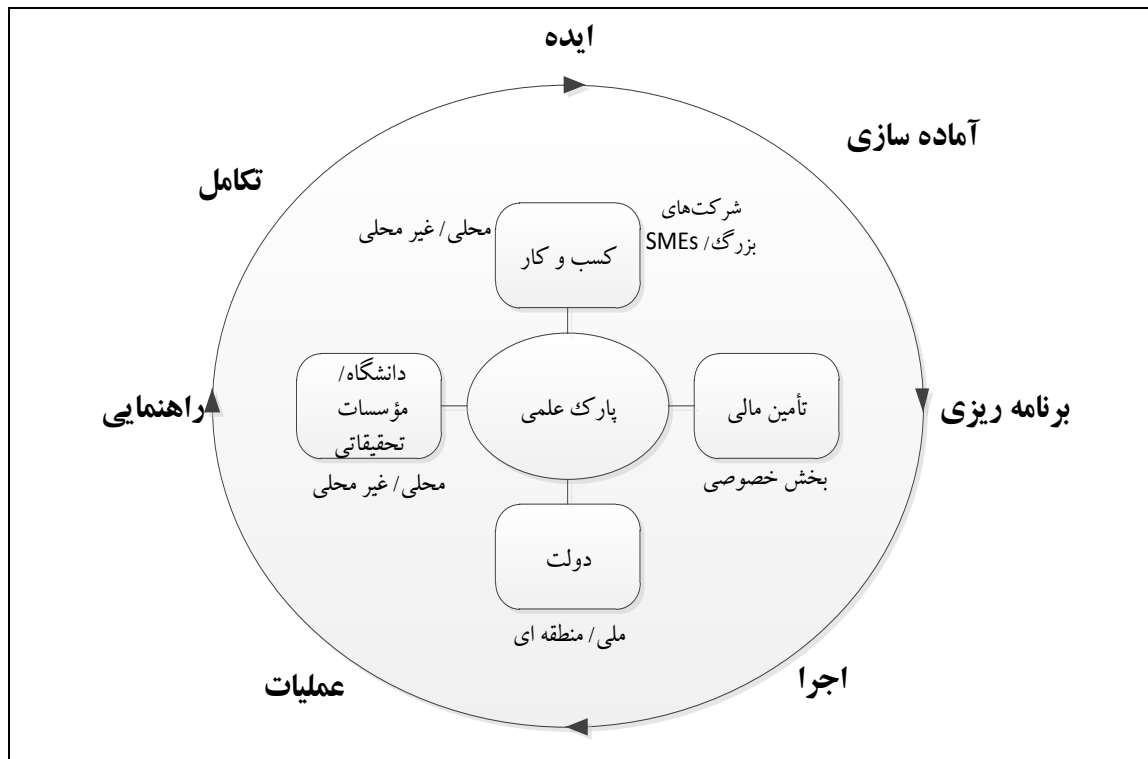 ایده
آماده سازی
تکامل
شرکت‌های
بزرگ/ SMEs
محلی/ غیر محلی
کسب و کار
دانشگاه/
مؤسسات
تحقیقاتی
پارک علمی
تأمین مالی
برنامه ریزی
راهنمایی
بخش خصوصی
محلی/ غیر محلی
دولت
ملی/ منطقه ای
اجرا
عملیات